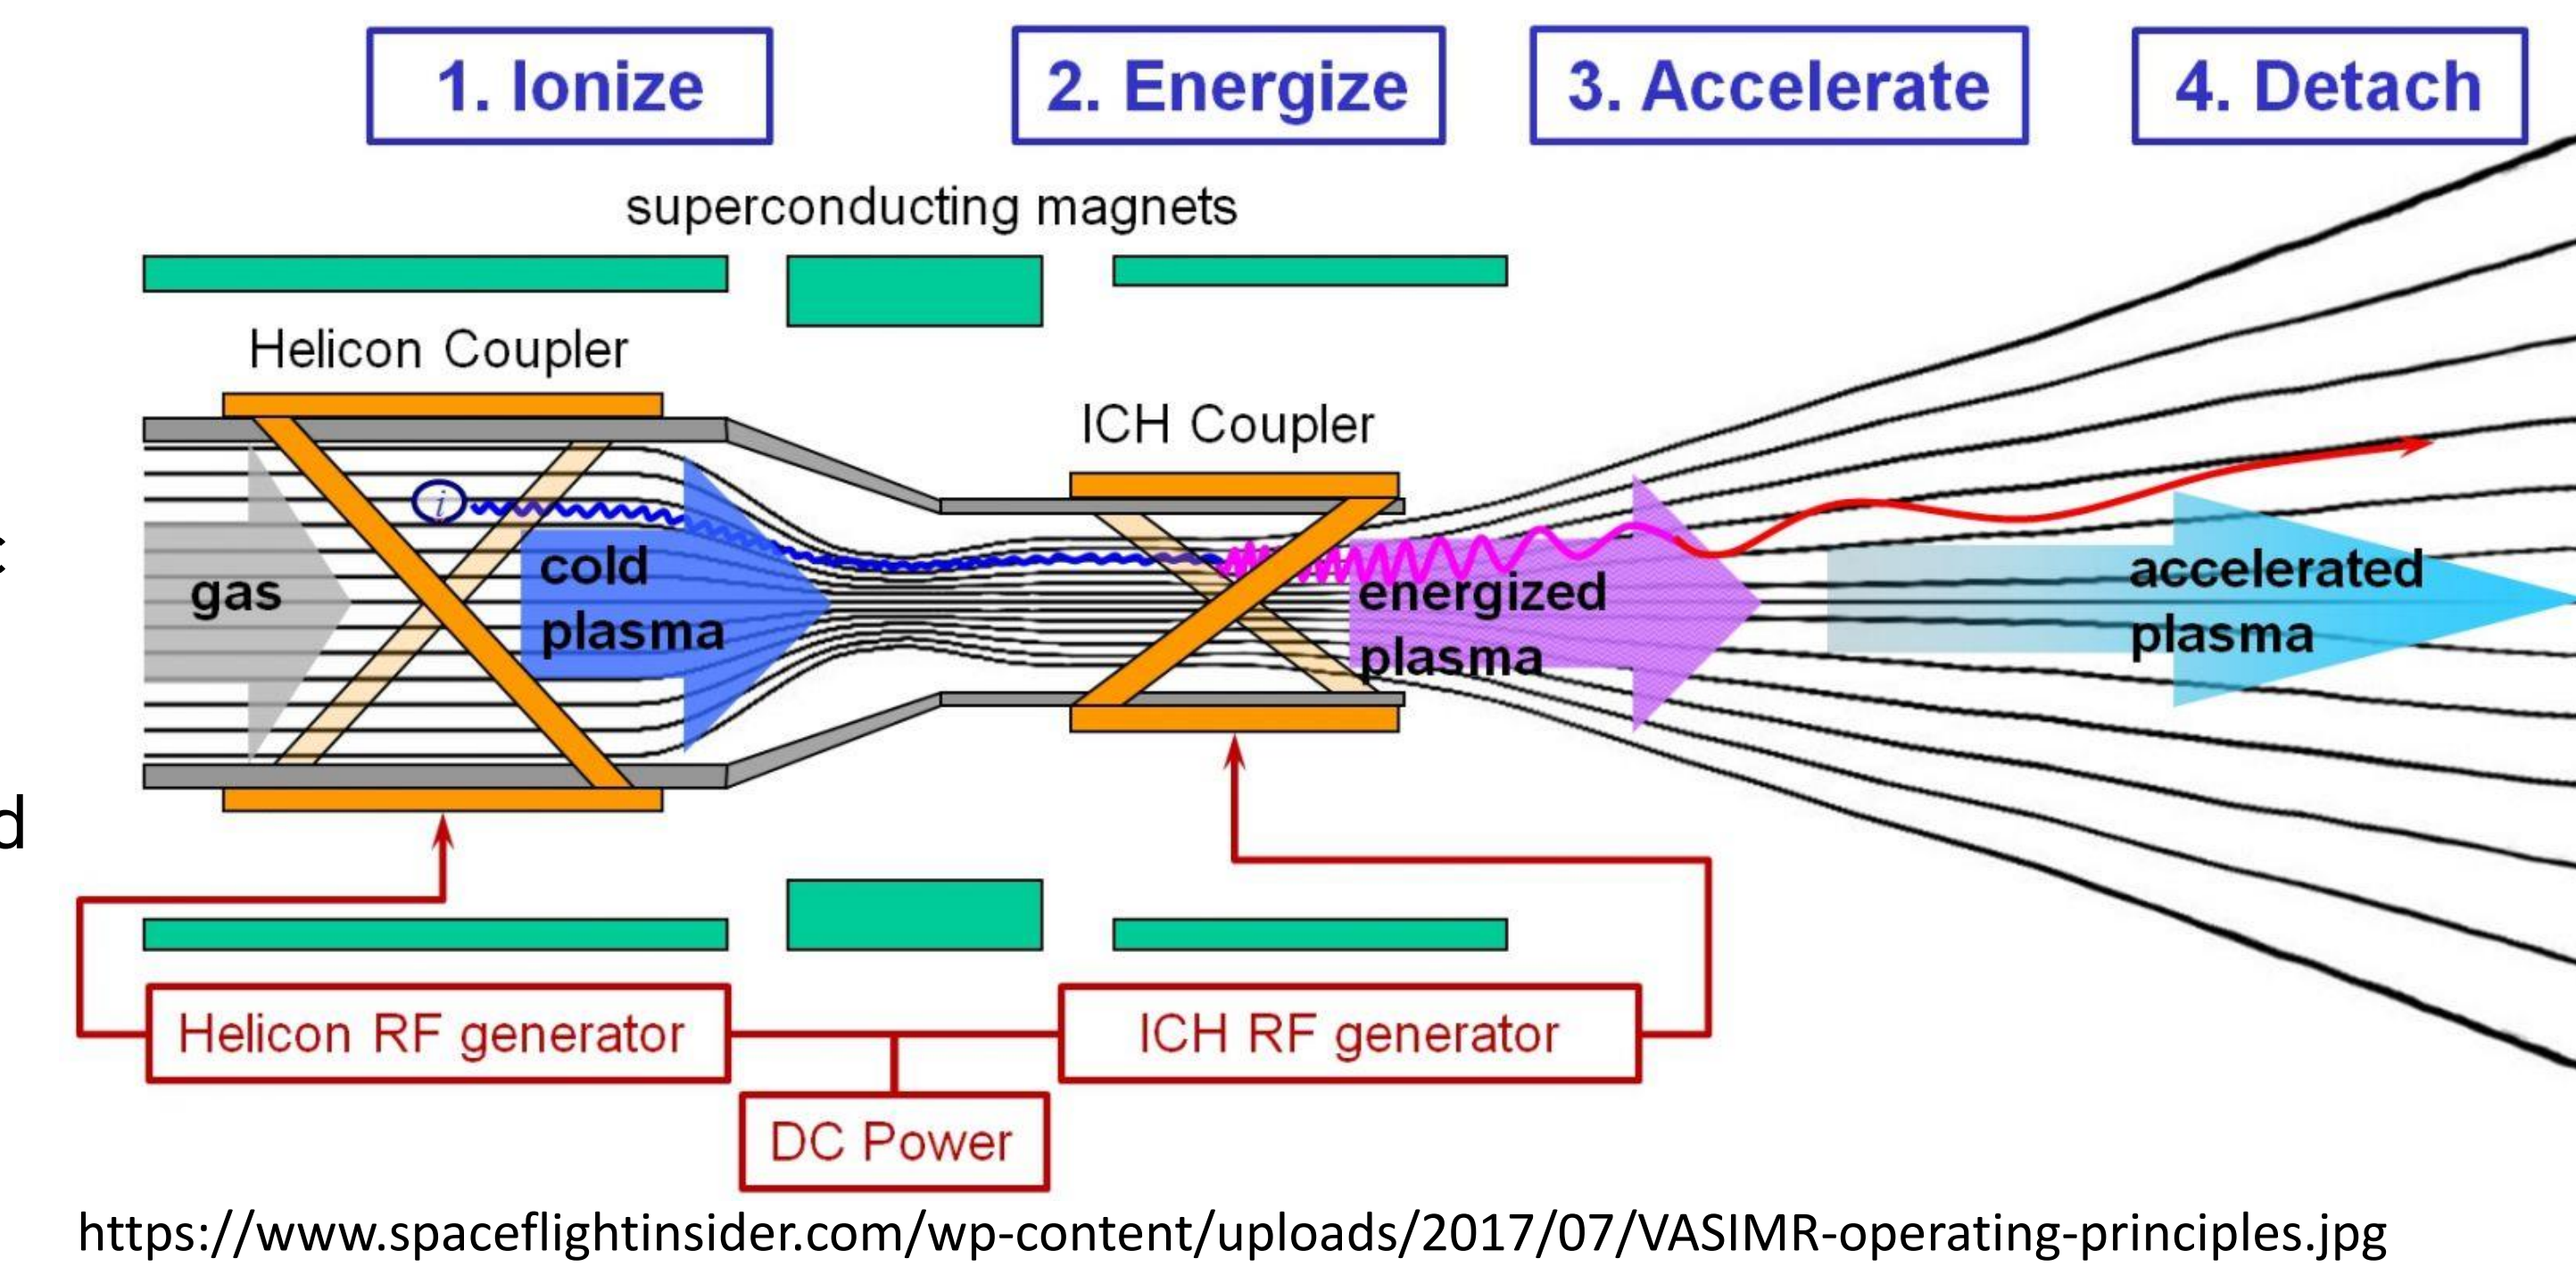 1. Ionize
2. Energize
3. Accelerate
4. Detach
superconducting magnets
Helicon Coupler
ICH Coupler
i
gas
cold
plasma
energized
plasma
accelerated
plasma
d
Helicon RF generator
ICH RF generator
DC Power
https://www.spaceflightinsider.com/wp-content/uploads/2017/07/VASIMR-operating-principles.jpg